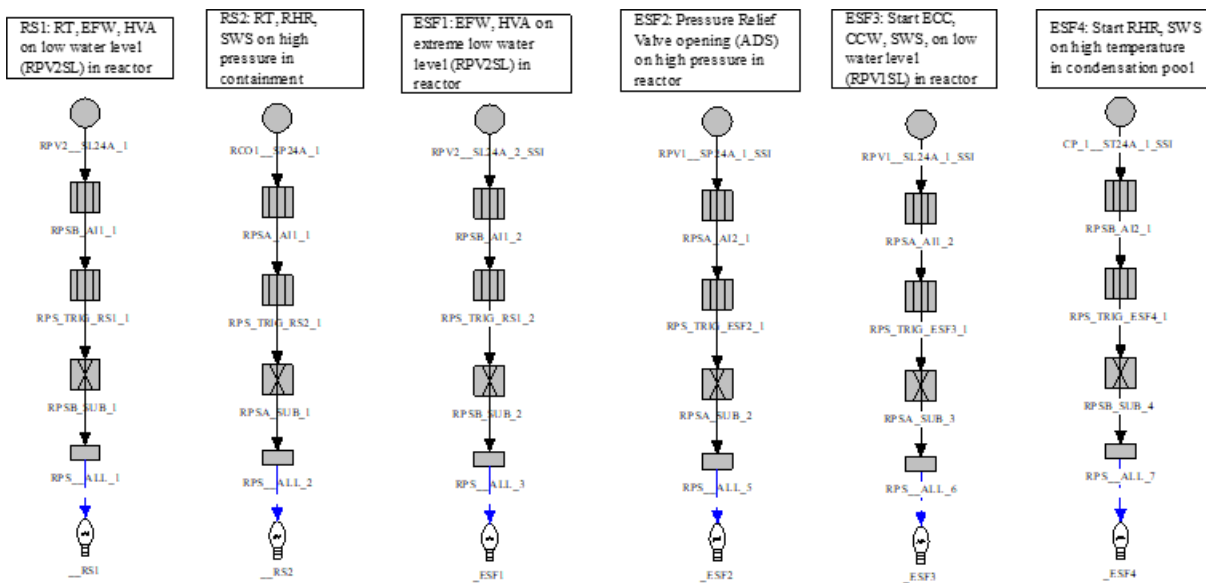 RS1: RT, EFW, HVA
on low water level
(RPV2SL) in reactor
RS2: RT, RHR,
SWS on high
pressure in
containment
ESF1: EFW, HVA on
extreme low water
level (RPV2SL) in
reactor
ESF2: Pressure Relief
Valve opening (ADS)
on high pressure in
reactor
ESF3: Start ECC,
CCW, SWS, on low
water level
(RPV1SL) in reactor
ESF4: Start RHR, SWS
on high temperature
in condensation pool
RPV2__SL24A_1
RPSB_AI1_1
RPS_TRIG_RS1_1
RPSB_SUB_1
RPS__ALL_1
__RS1
RCO1__SP24A_1
RPSA_AI1_1
RPS_TRIG_RS2_1
RPSA_SUB_1
RPS__ALL_2
__RS2
RPV2__SL24A_2_SSI
RPSB_AI1_2
RPS_TRIG_RS1_2
RPSB_SUB_2
RPS__ALL_3
_ESF1
RPV1__SP24A_1_SSI
RPSA_AI2_1
RPS_TRIG_ESF2_1
RPSA_SUB_2
RPS__ALL_5
_ESF2
RPV1__SL24A_1_SSI
RPSA_AI1_2
RPS_TRIG_ESF3_1
RPSA_SUB_3
RPS__ALL_6
_ESF3
CP_1__ST24A_1_SSI
RPSB_AI2_1
RPS_TRIG_ESF4_1
RPSB_SUB_4
RPS__ALL_7
_ESF4